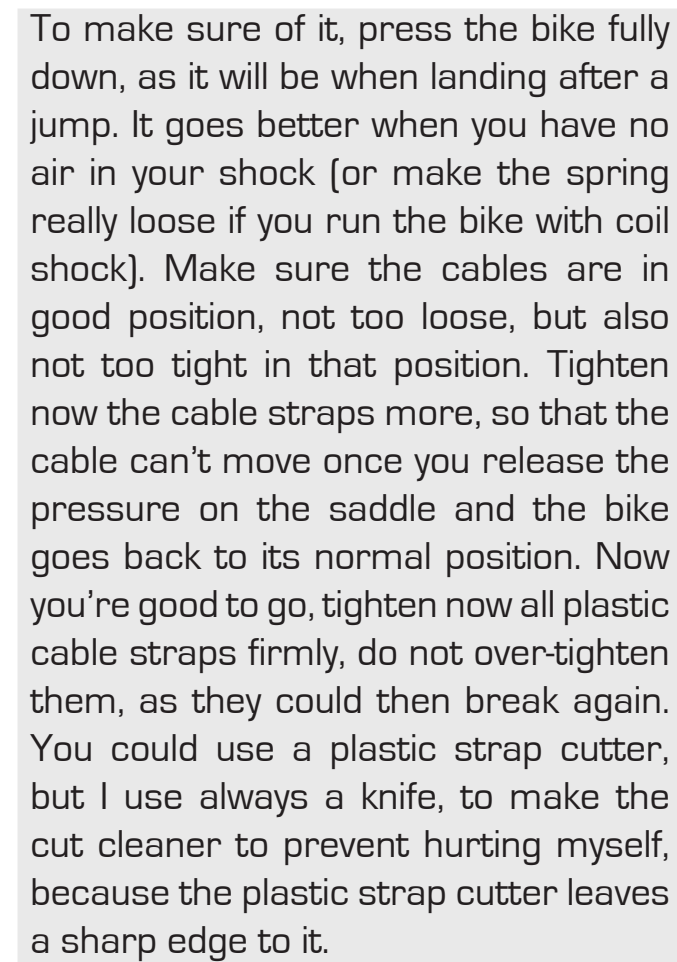 To make sure of it, press the bike fully
down, as it will be when landing after a
jump. It goes better when you have no
air in your shock (or make the spring
really loose if you run the bike with coil
shock). Make sure the cables are in
good position, not too loose, but also
not too tight in that position. Tighten
now the cable straps more, so that the
cable can't move once you release the
pressure on the saddle and the bike
goes back to its normal position. Now
you're good to go, tighten now all plastic
cable straps firmly, do not over-tighten
them, as they could then break again.
You could use a plastic strap cutter,
but I use always a knife, to make the
cut cleaner to prevent hurting myself,
because the plastic strap cutter leaves
a sharp edge to it.